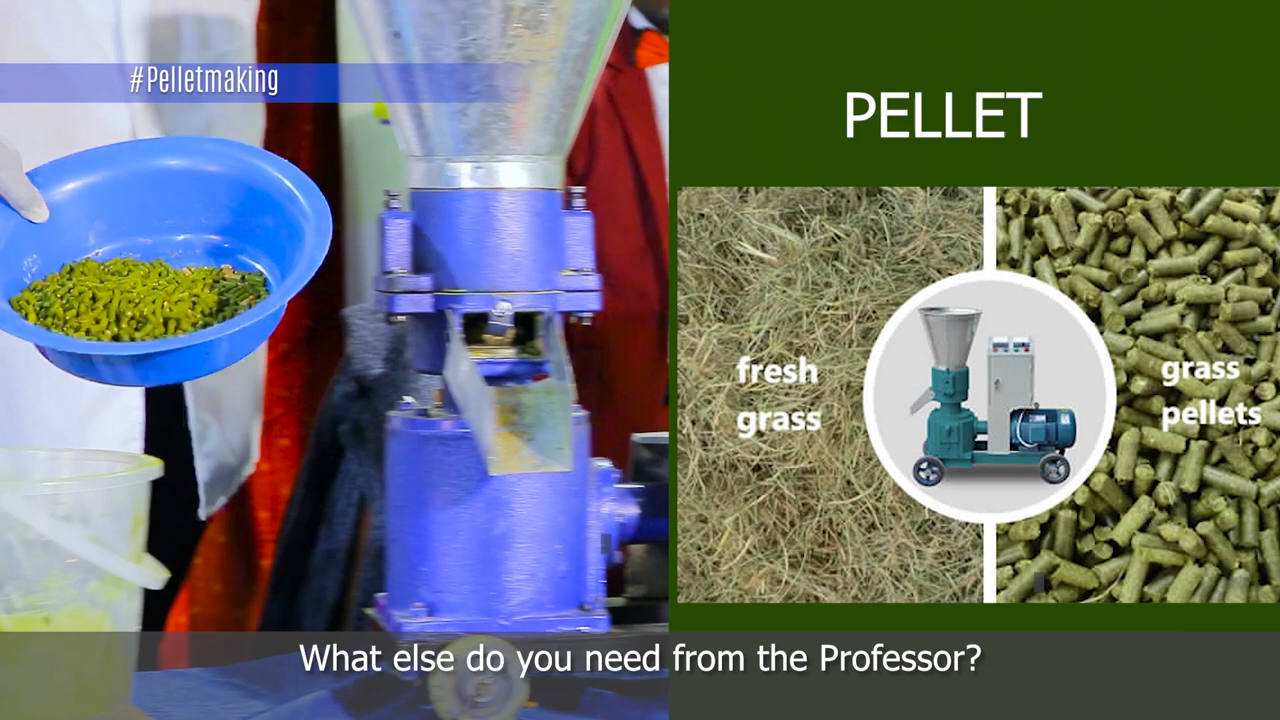 #Pelletmaking
PELLET
fresh
grass
grass
pellets
What else do you need from the Professor?